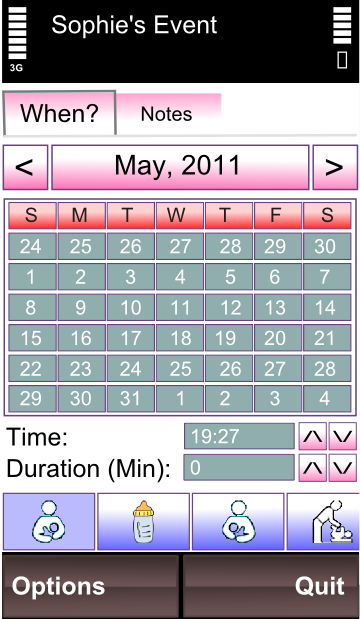 Sophie's Event
3G
When? Notes
< May, 2011 >
S M T W T F S
24 25 26 27 28 29 30
1 2 3 4 5 6 7
8 9 10 11 12 13 14
15 16 17 18 19 20 21
22 23 24 25 26 27 28
29 30 31 1 2 3 4
Time: 19:27
Duration (Min): 0
Options Quit